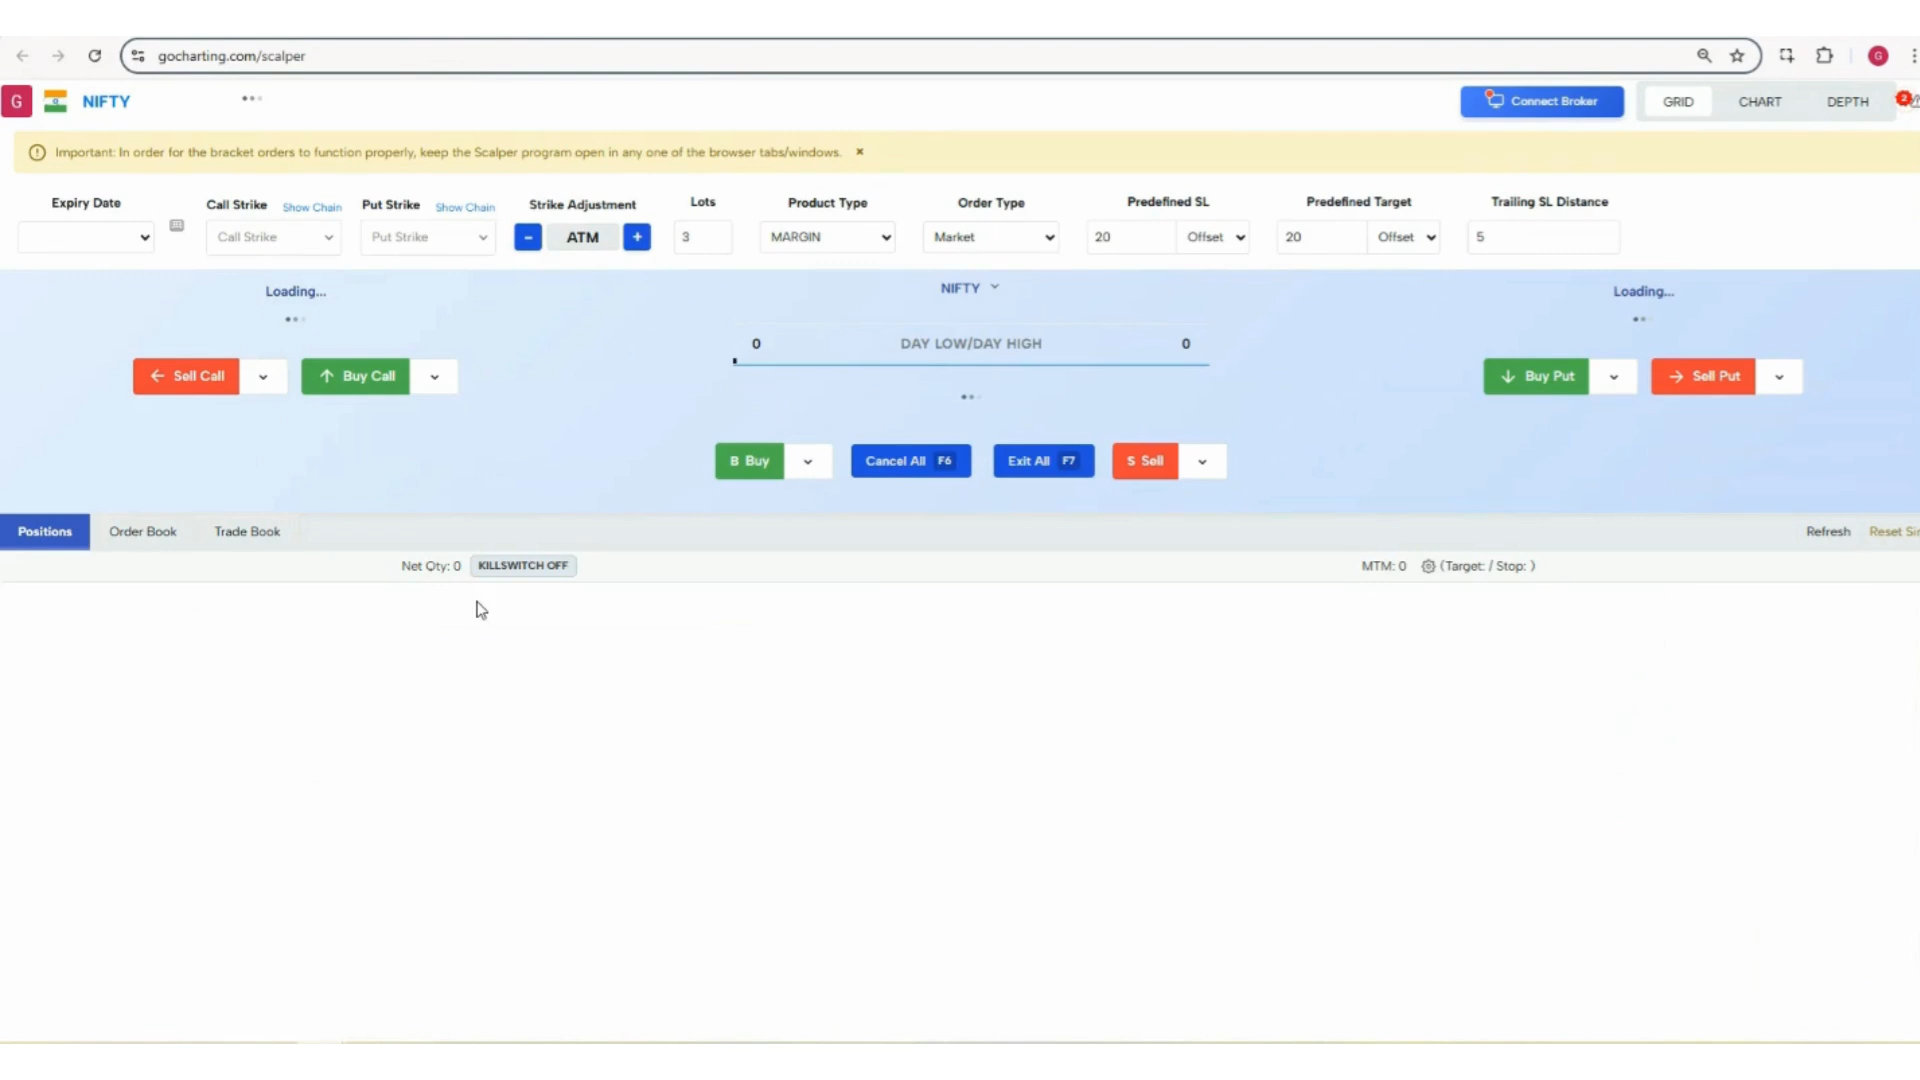 gocharting.com/scalper
G
G NIFTY
Connect Broker GRID CHART DEPTH 2
Important: In order for the bracket orders to function properly, keep the Scalper program open in any one of the browser tabs/windows. ×
Expiry Date Call Strike Show Chain Put Strike Show Chain Strike Adjustment Lots Product Type Order Type Predefined SL Predefined Target Trailing SL Distance
Call Strike Put Strike - ATM + 3 MARGIN Market 20 Offset 20 Offset 5
Loading... NIFTY Loading...
0 DAY LOW/DAY HIGH 0
← Sell Call ↑ Buy Call ↓ Buy Put → Sell Put
B Buy Cancel All F6 Exit All F7 S Sell
Positions Order Book Trade Book Refresh Reset Sir
Net Qty: 0 KILLSWITCH OFF MTM: 0 (Target: / Stop: )